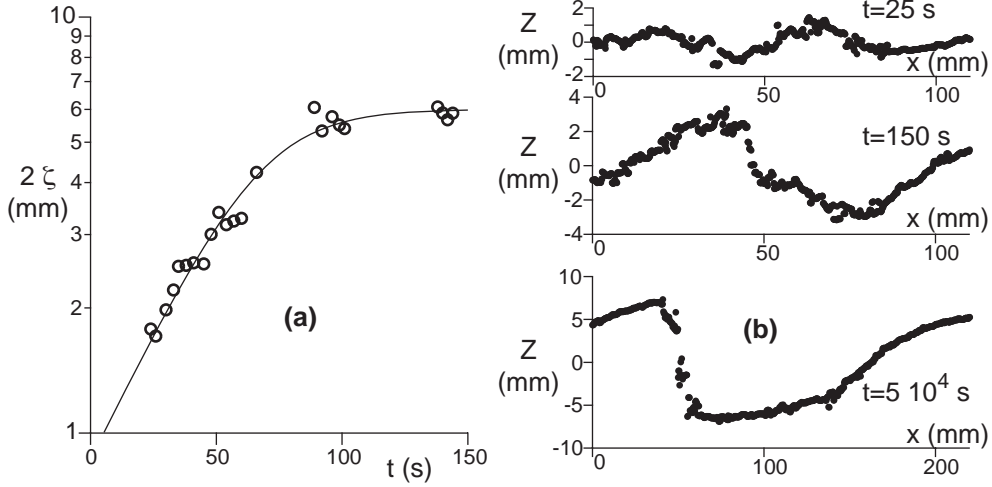 10
9
8
7
6
5
4
3
2
1
2 ζ
(mm)
0 50 100 150
t (s)
(a)
2
0
-2
Z
(mm)
t=25 s
x (mm)
50 100
4
2
0
-2
-4
Z
(mm)
t=150 s
x (mm)
0 50 100
10
5
0
-5
-10
Z
(mm)
(b)
t=5 10⁴ s
x (mm)
0 100 200